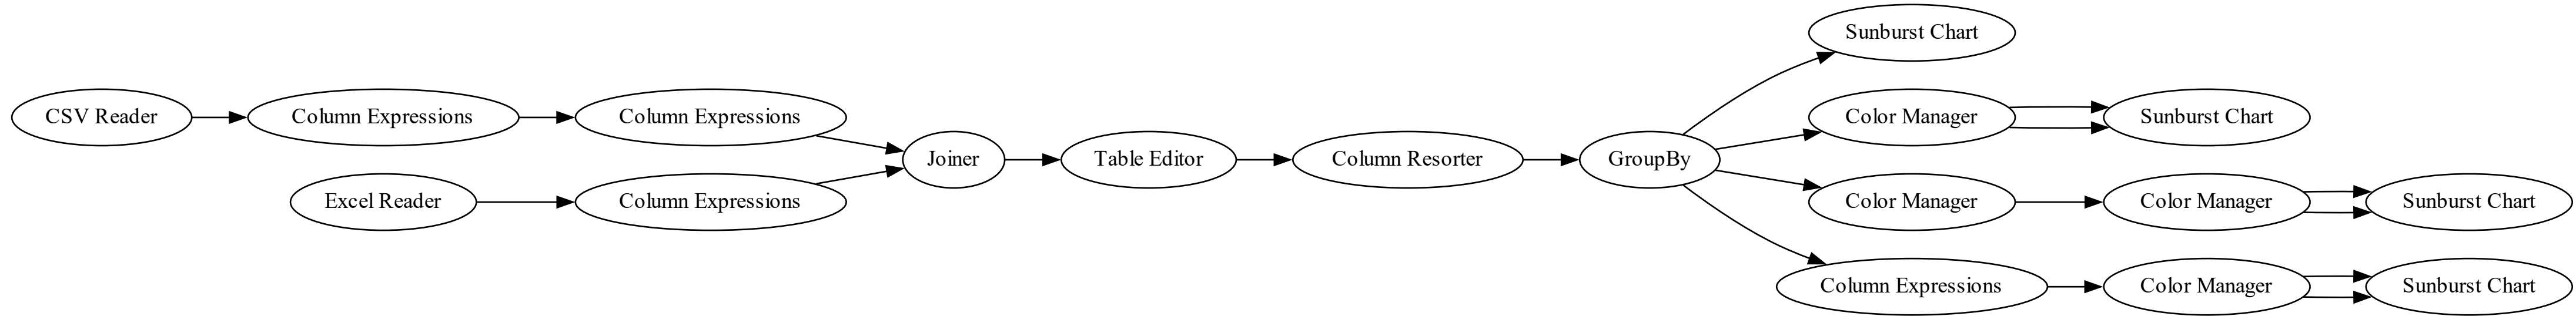 Sunburst Chart
CSV Reader
Column Expressions
Column Expressions
Color Manager
Sunburst Chart
Joiner
Table Editor
Column Resorter
GroupBy
Excel Reader
Column Expressions
Color Manager
Color Manager
Sunburst Chart
Column Expressions
Color Manager
Sunburst Chart